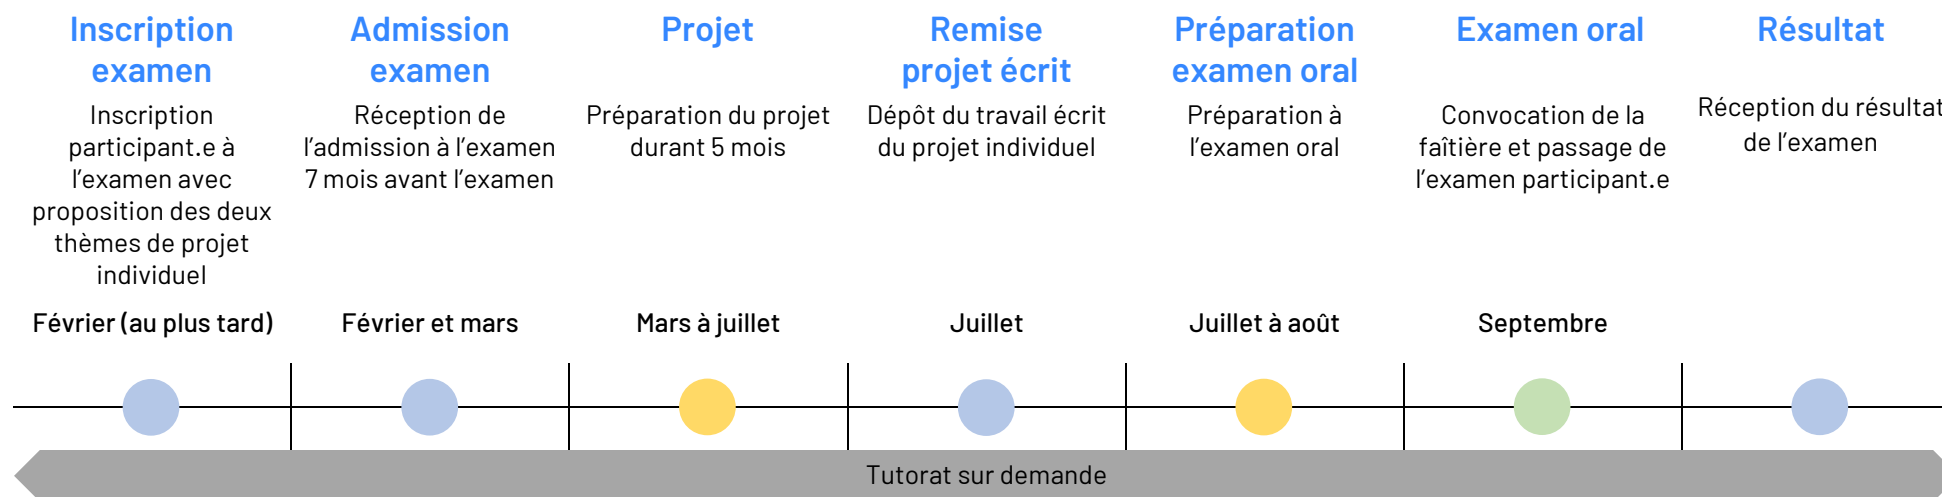 Inscription
examen
Inscription
participant.e à
l'examen avec
proposition des deux
thèmes de projet
individuel
Février (au plus tard)
Admission
examen
Réception de
l'admission à l'examen
7 mois avant l'examen
Février et mars
Projet
Préparation du projet
durant 5 mois
Mars à juillet
Remise
projet écrit
Dépôt du travail écrit
du projet individuel
Juillet
Préparation
examen oral
Préparation à
l'examen oral
Juillet à août
Examen oral
Convocation de la
faîtière et passage de
l'examen participant.e
Septembre
Résultat
Réception du résultat
de l'examen
Tutorat sur demande